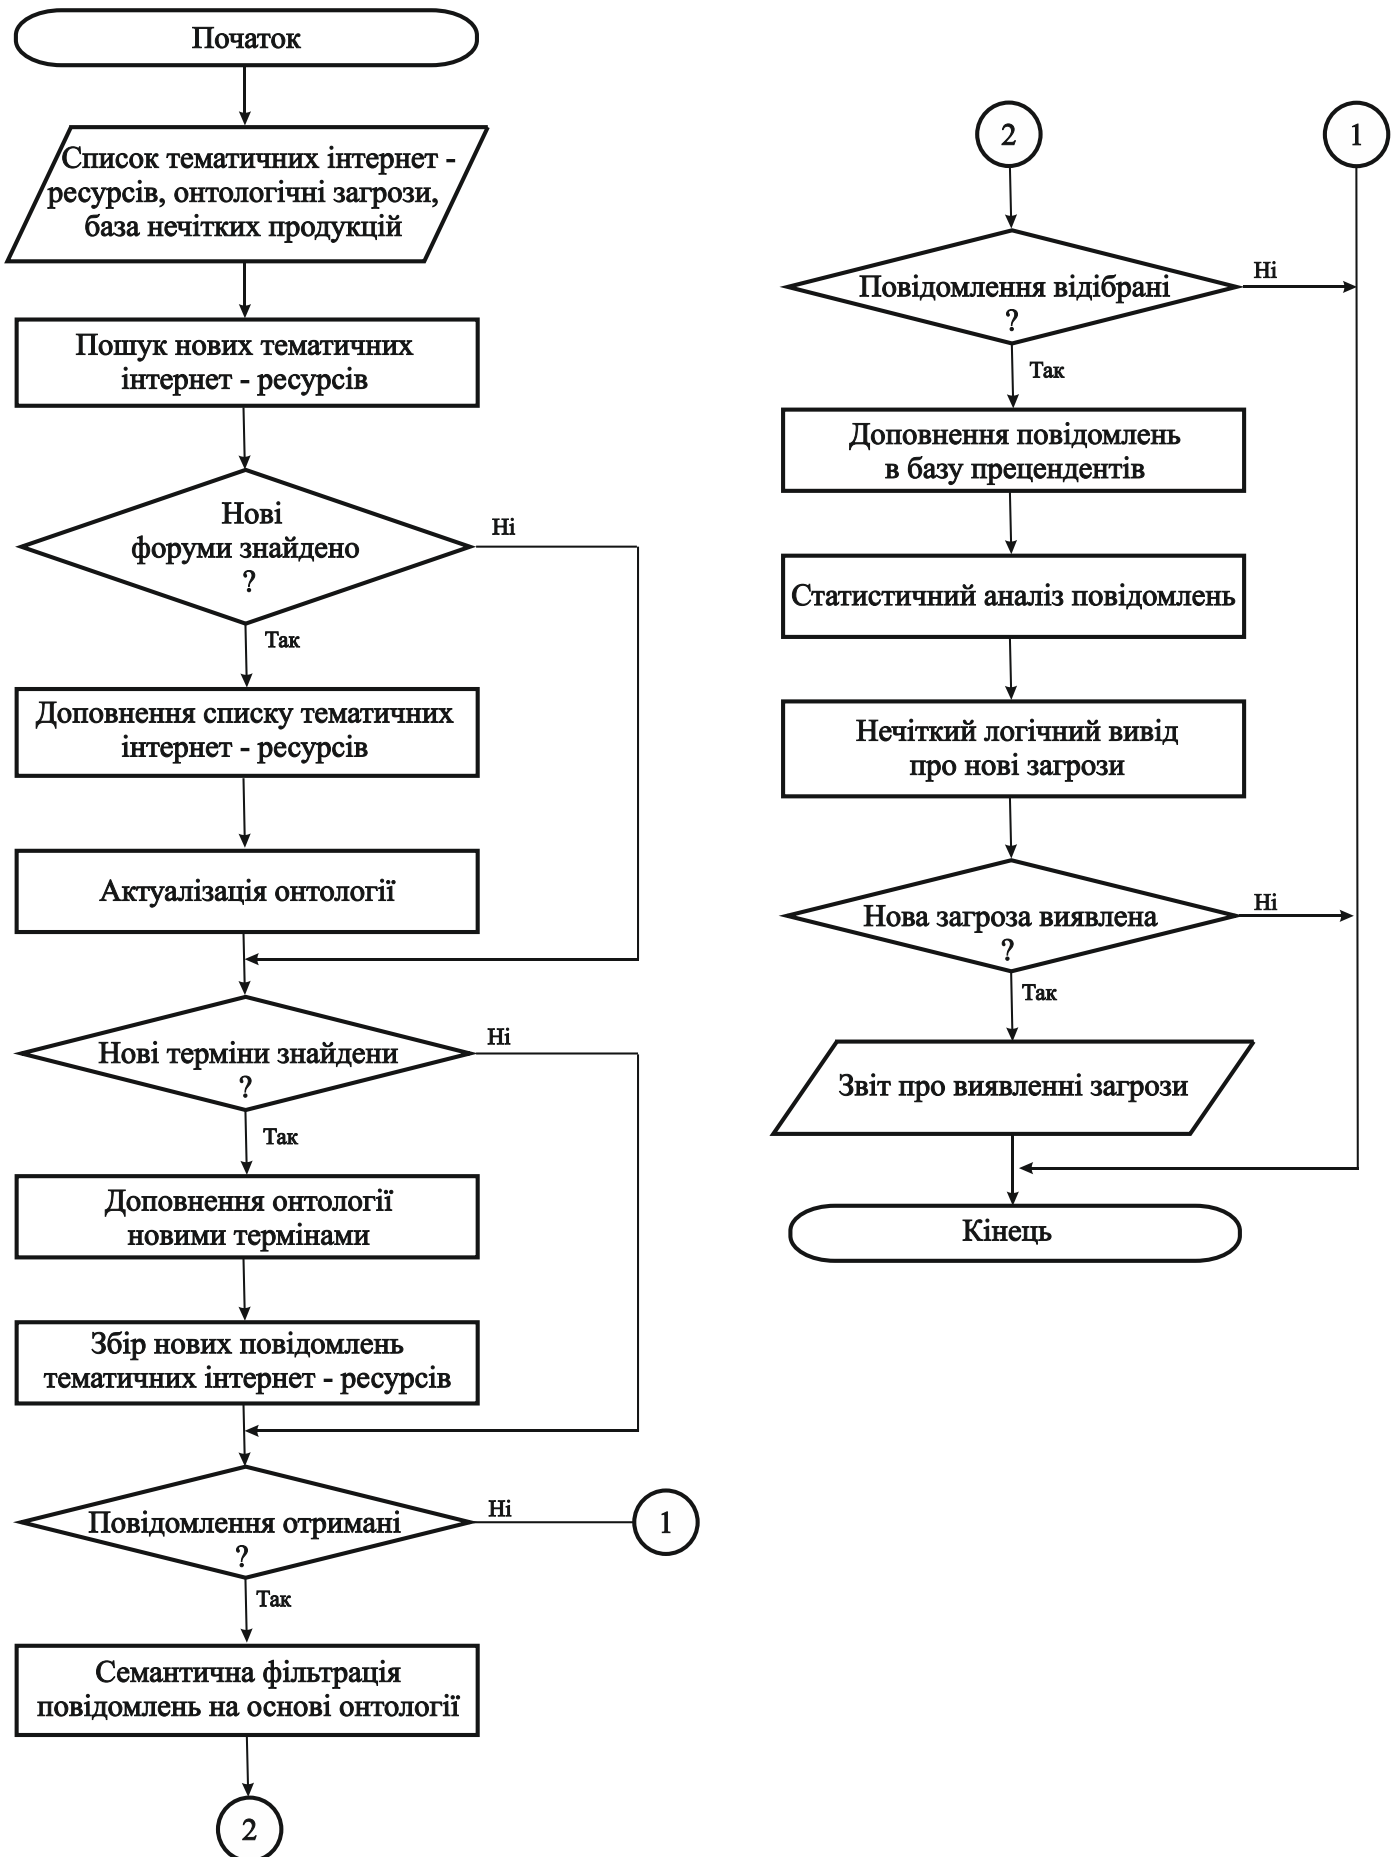 Початок
Список тематичних інтернет -
ресурсів, онтологічні загрози,
база нечітких продукцій
Пошук нових тематичних
інтернет - ресурсів
Нові
форуми знайдено
?
Ні
Так
Доповнення списку тематичних
інтернет - ресурсів
Актуалізація онтології
Нові терміни знайдени
?
Ні
Так
Доповнення онтології
новими термінами
Збір нових повідомлень
тематичних інтернет - ресурсів
Повідомлення отримані
?
Ні
1
Так
Семантична фільтрація
повідомлень на основі онтології
2
2
1
Повідомлення відібрані
?
Ні
Так
Доповнення повідомлень
в базу прецендентів
Статистичний аналіз повідомлень
Нечіткий логічний вивід
про нові загрози
Нова загроза виявлена
?
Ні
Так
Звіт про виявленні загрози
Кінець